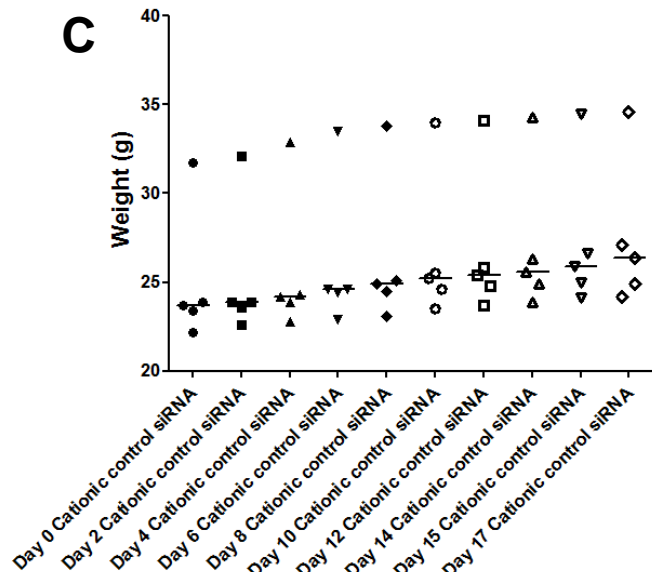 C
40
35
30
25
20
Weight (g)
Day 0 Cationic control siRNA
Day 2 Cationic control siRNA
Day 4 Cationic control siRNA
Day 6 Cationic control siRNA
Day 8 Cationic control siRNA
Day 10 Cationic control siRNA
Day 12 Cationic control siRNA
Day 14 Cationic control siRNA
Day 15 Cationic control siRNA
Day 17 Cationic control siRNA